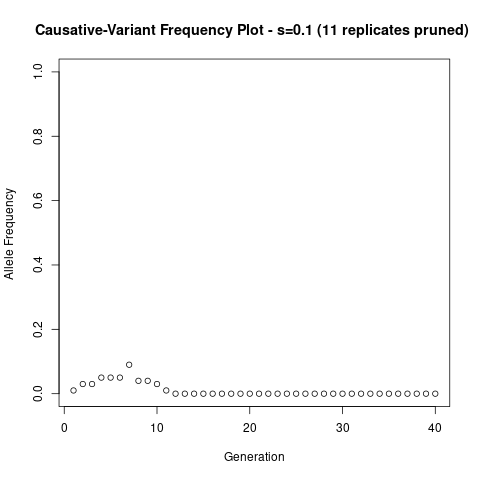 Causative-Variant Frequency Plot - s=0.1 (11 replicates pruned)
Allele Frequency
1.0
0.8
0.6
0.4
0.2
0.0
0 10 20 30 40
Generation